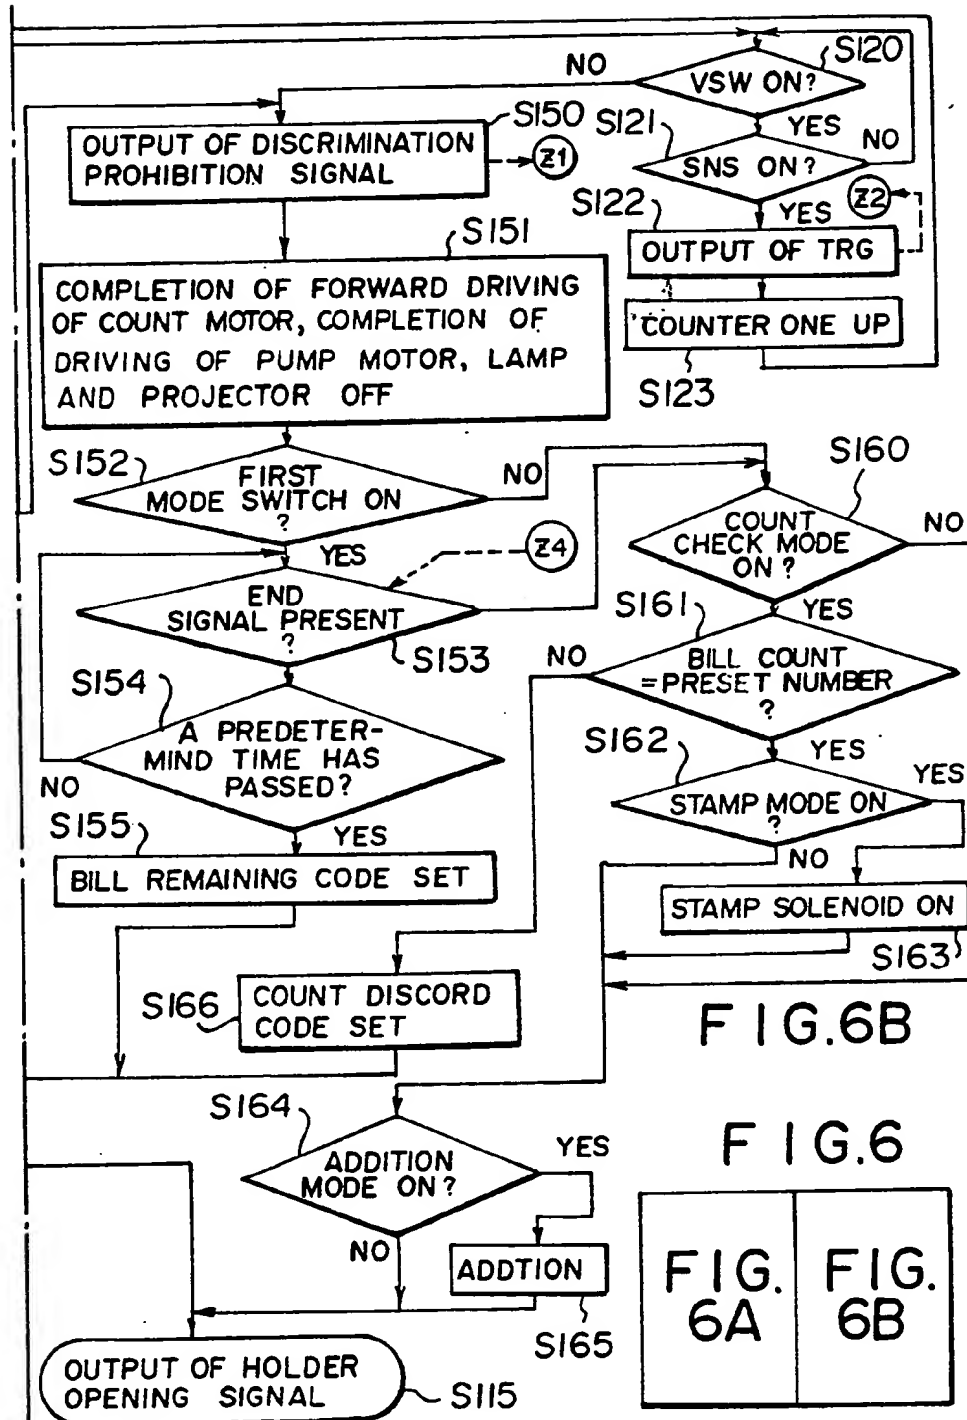 S120
NO
VSW ON?
YES
S150
OUTPUT OF DISCRIMINATION
PROHIBITION SIGNAL
Z1
S121
SNS ON?
NO
YES
Z2
S122
OUTPUT OF TRG
COUNTER ONE UP
S123
S151
COMPLETION OF FORWARD DRIVING
OF COUNT MOTOR, COMPLETION OF
DRIVING OF PUMP MOTOR, LAMP
AND PROJECTOR OFF
S152
FIRST
MODE SWITCH ON
?
NO
YES
Z4
END
SIGNAL PRESENT
?
S153
S154
A PREDETER-
MIND TIME HAS
PASSED?
NO
YES
S155
BILL REMAINING CODE SET
S160
COUNT
CHECK MODE
ON?
NO
YES
S161
NO
BILL COUNT
=PRESET NUMBER
?
YES
S162
STAMP MODE ON
?
YES
NO
STAMP SOLENOID ON
S163
S166
COUNT DISCORD
CODE SET
FIG.6B
S164
ADDITION
MODE ON?
YES
NO
ADDTION
S165
OUTPUT OF HOLDER
OPENING SIGNAL
S115
FIG.6
FIG.
6A
FIG.
6B